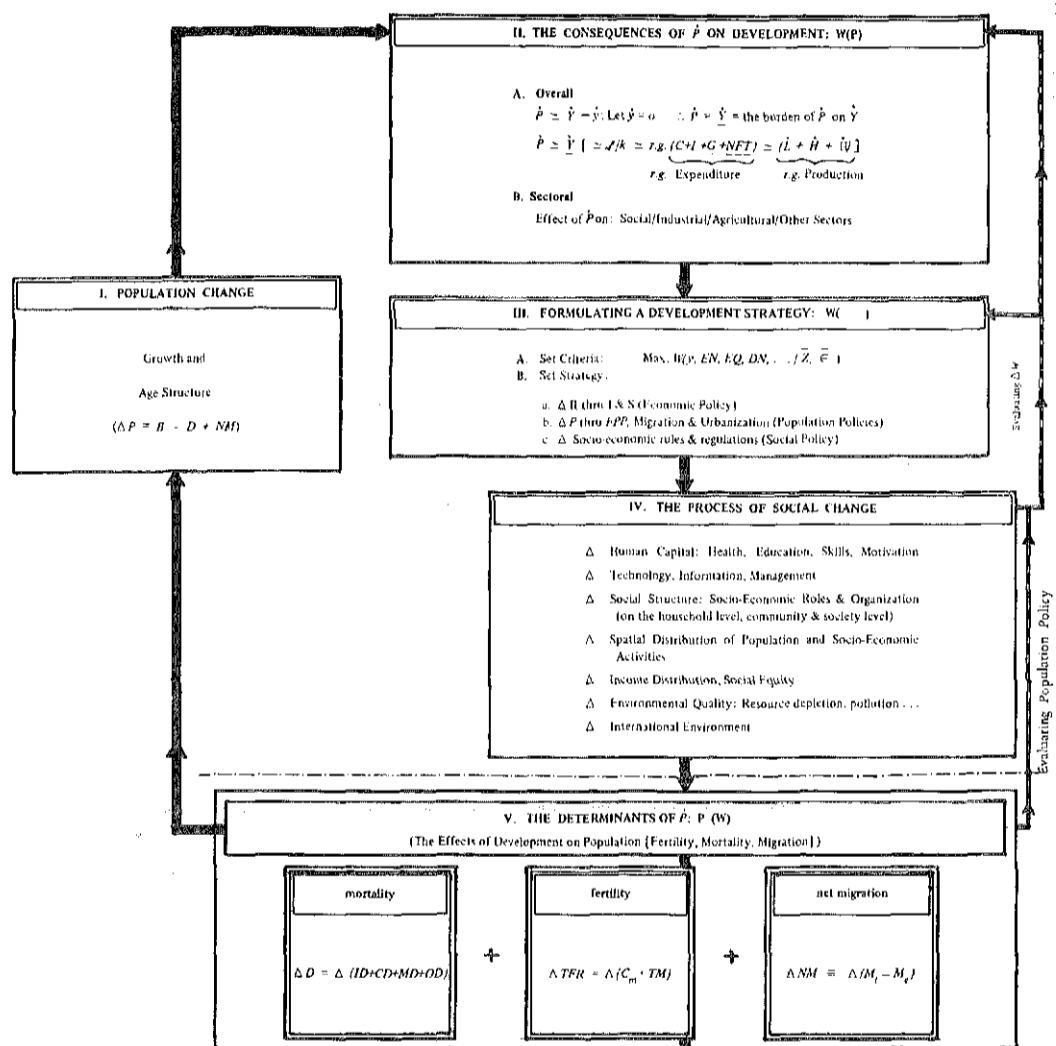 II. THE CONSEQUENCES OF Ṗ ON DEVELOPMENT: W(P)
A. Overall
Ṗ ≃ Ẏ − ẏ; Let ẏ = o ∴ Ṗ = Ẏ = the burden of Ṗ on Ẏ
Ṗ ≃ Ẏ [ ≃ /k ≃ r.g. (C+I +G +NFT) ≃ (L̇ + Ḣ + ]
r.g. Expenditure r.g. Production
B. Sectoral
Effect of Ṗ on: Social/Industrial/Agricultural/Other Sectors
I. POPULATION CHANGE
Growth and
Age Structure
(Δ P = B - D + NM)
III. FORMULATING A DEVELOPMENT STRATEGY: W( )
A. Set Criteria: Max. W(y, EN, EQ, DN, . . . / Z̅, ∈̅ )
B. Set Strategy.
a. Δ thru I & S (Economic Policy)
b. Δ P thru FPP, Migration & Urbanization (Population Policies)
c Δ Socio-economic rules & regulations (Social Policy)
Evaluating Δ W
IV. THE PROCESS OF SOCIAL CHANGE
Δ Human Capital: Health, Education, Skills, Motivation
Δ Technology, Information, Management
Δ Social Structure: Socio-Economic Roles & Organization
(on the household level, community & society level)
Δ Spatial Distribution of Population and Socio-Economic
Activities
Δ Income Distribution, Social Equity
Δ Environmental Quality: Resource depletion, pollution . . .
Δ International Environment
Evaluating Population Policy
V. THE DETERMINANTS OF Ṗ: P (W)
(The Effects of Development on Population [Fertility, Mortality, Migration] )
mortality
Δ D = Δ (ID+CD+MD+OD)
+
fertility
Δ TFR = Δ(Cm · TM)
+
net migration
Δ NM ≡ Δ(Mi − Me)